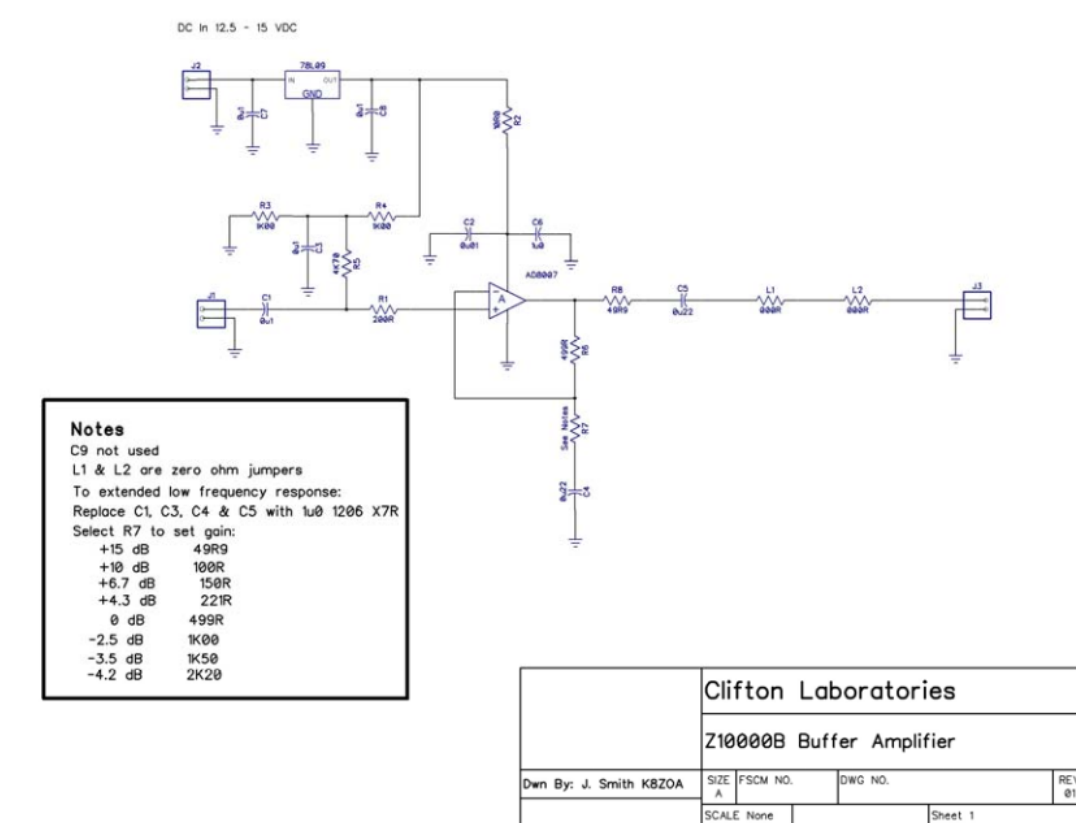 DC In 12.5 - 15 VDC
J2
78L09
IN
OUT
GND
0u1
C7
0u1
C8
10R0
R2
R3
1K00
R4
1K00
0u1
C3
4K70
R5
C2
0u01
C6
1u0
AD8007
A
J1
C1
0u1
R1
200R
R8
49R9
C5
0u22
L1
000R
L2
000R
J3
499R
R6
See Notes
R7
0u22
C4
Notes
C9 not used
L1 & L2 are zero ohm jumpers
To extended low frequency response:
Replace C1, C3, C4 & C5 with 1u0 1206 X7R
Select R7 to set gain:
+15 dB 49R9
+10 dB 100R
+6.7 dB 150R
+4.3 dB 221R
0 dB 499R
-2.5 dB 1K00
-3.5 dB 1K50
-4.2 dB 2K20
Clifton Laboratories
Z10000B Buffer Amplifier
Dwn By: J. Smith K8ZOA
SIZE
A
FSCM NO.
DWG NO.
REV
01
SCALE None
Sheet 1